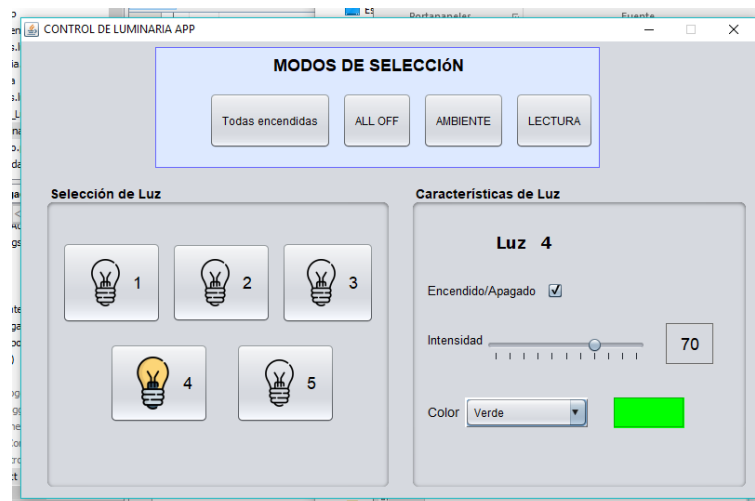 Portapapeles
Fuente
CONTROL DE LUMINARIA APP
MODOS DE SELECCIóN
Todas encendidas
ALL OFF
AMBIENTE
LECTURA
Selección de Luz
1
2
3
4
5
Características de Luz
Luz 4
Encendido/Apagado
Intensidad
70
Color
Verde